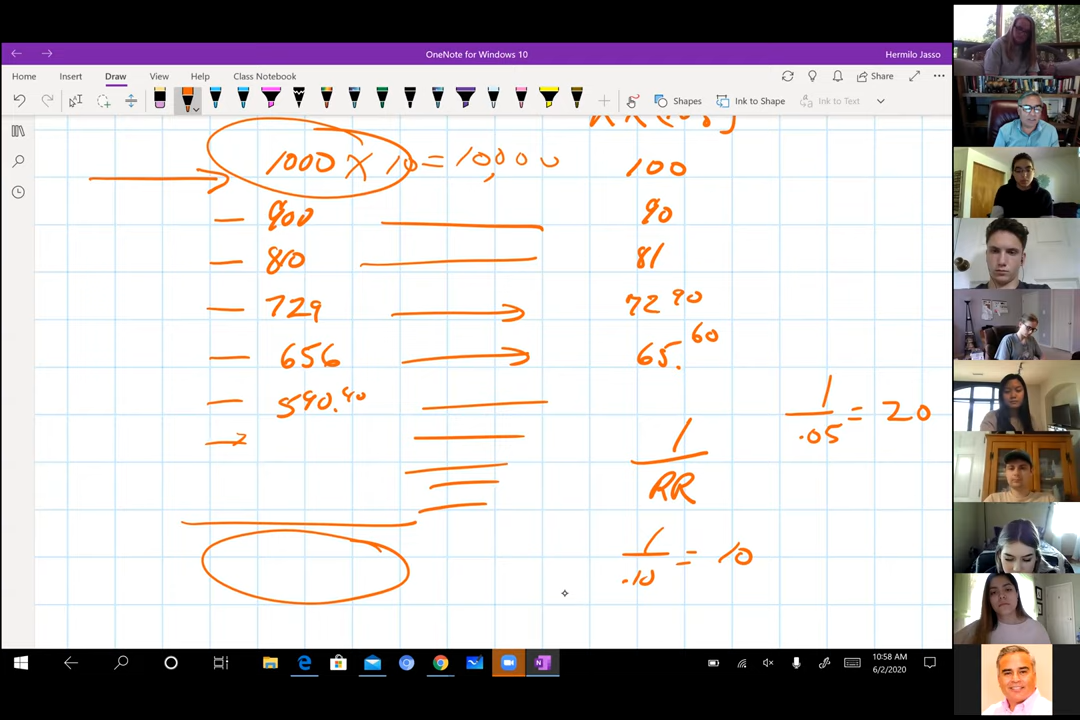 OneNote for Windows 10
Hermilo Jasso
Home Insert Draw View Help Class Notebook
Share
Shapes Ink to Shape Ink to Text
1000 X 10 = 10,000 100
900 90
810 81
729 72 90
656 65. 60
590.40
1/.05 = 20
1/RR
1/.10 = 10
10:58 AM
6/2/2020